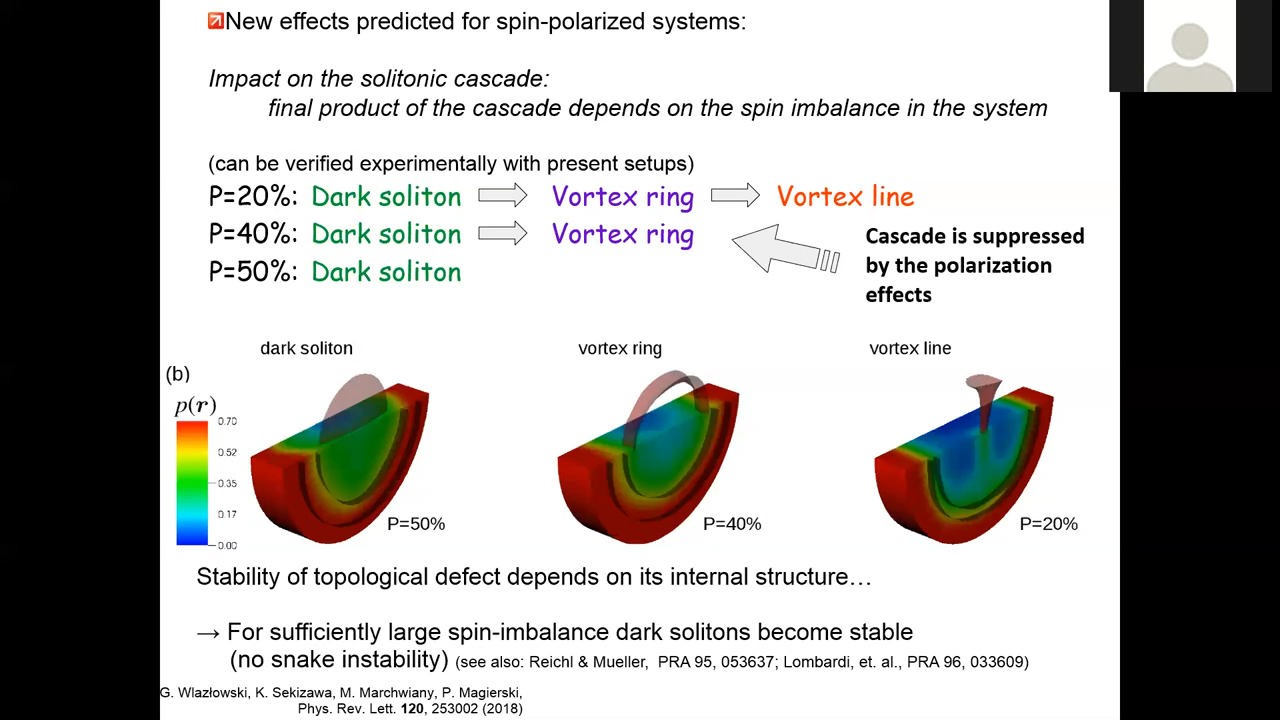 New effects predicted for spin-polarized systems:
Impact on the solitonic cascade:
final product of the cascade depends on the spin imbalance in the system
(can be verified experimentally with present setups)
P=20%: Dark soliton Vortex ring Vortex line
P=40%: Dark soliton Vortex ring
P=50%: Dark soliton
Cascade is suppressed
by the polarization
effects
dark soliton vortex ring vortex line
(b)
p(r)
0.70
0.52
0.35
0.17
0.00
P=50% P=40% P=20%
Stability of topological defect depends on its internal structure…
→ For sufficiently large spin-imbalance dark solitons become stable
(no snake instability) (see also: Reichl & Mueller, PRA 95, 053637; Lombardi, et. al., PRA 96, 033609)
G. Wlazłowski, K. Sekizawa, M. Marchwiany, P. Magierski,
Phys. Rev. Lett. 120, 253002 (2018)